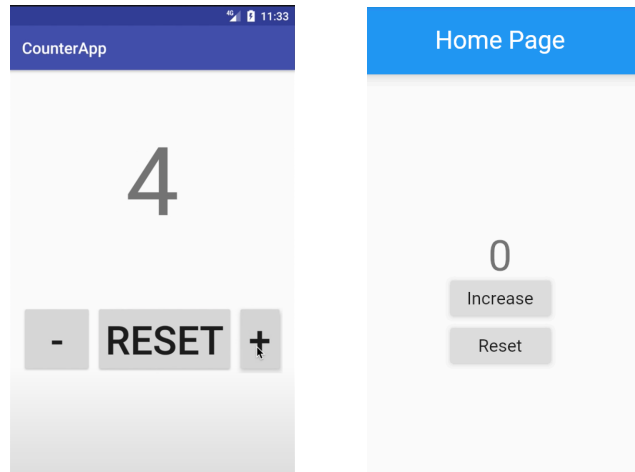 4G 11:33
CounterApp
4
- RESET +
Home Page
0
Increase
Reset